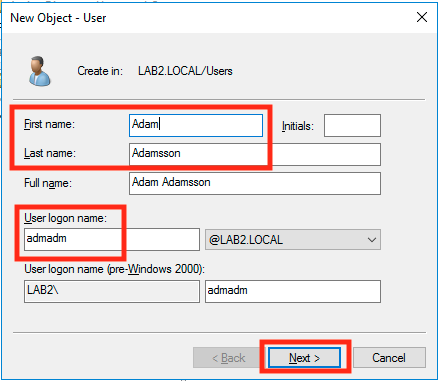 New Object - User
Create in: LAB2.LOCAL/Users
First name: Adam Initials:
Last name: Adamsson
Full name: Adam Adamsson
User logon name:
admadm @LAB2.LOCAL
User logon name (pre-Windows 2000):
LAB2\ admadm
< Back Next > Cancel